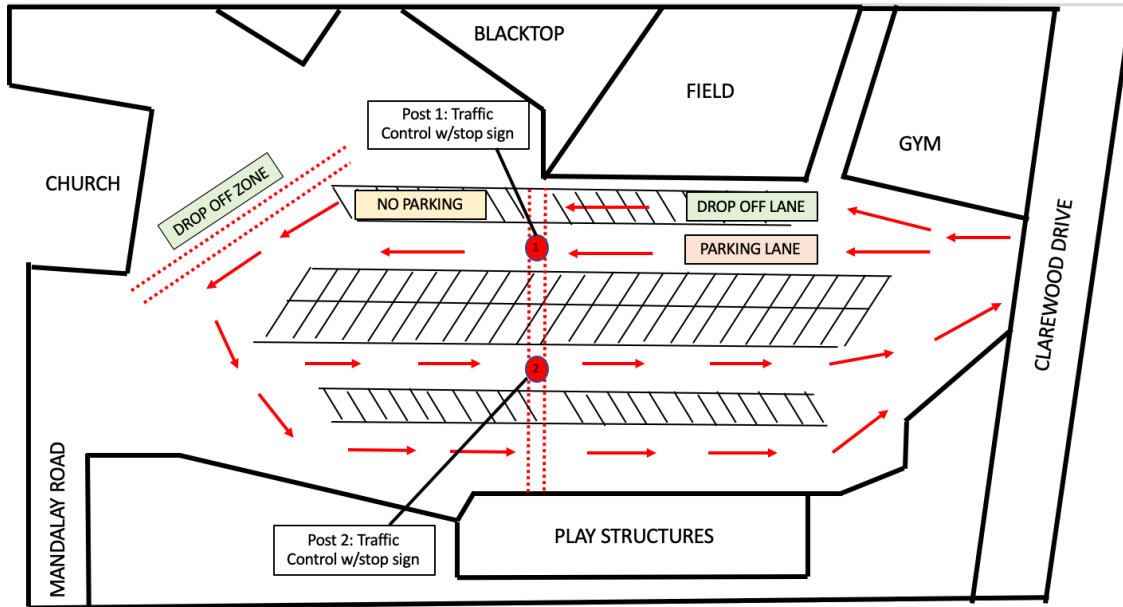 BLACKTOP
FIELD
Post 1: Traffic
Control w/stop sign
GYM
CHURCH
DROP OFF ZONE
NO PARKING
DROP OFF LANE
1
PARKING LANE
CLAREWOOD DRIVE
2
MANDALAY ROAD
Post 2: Traffic
Control w/stop sign
PLAY STRUCTURES